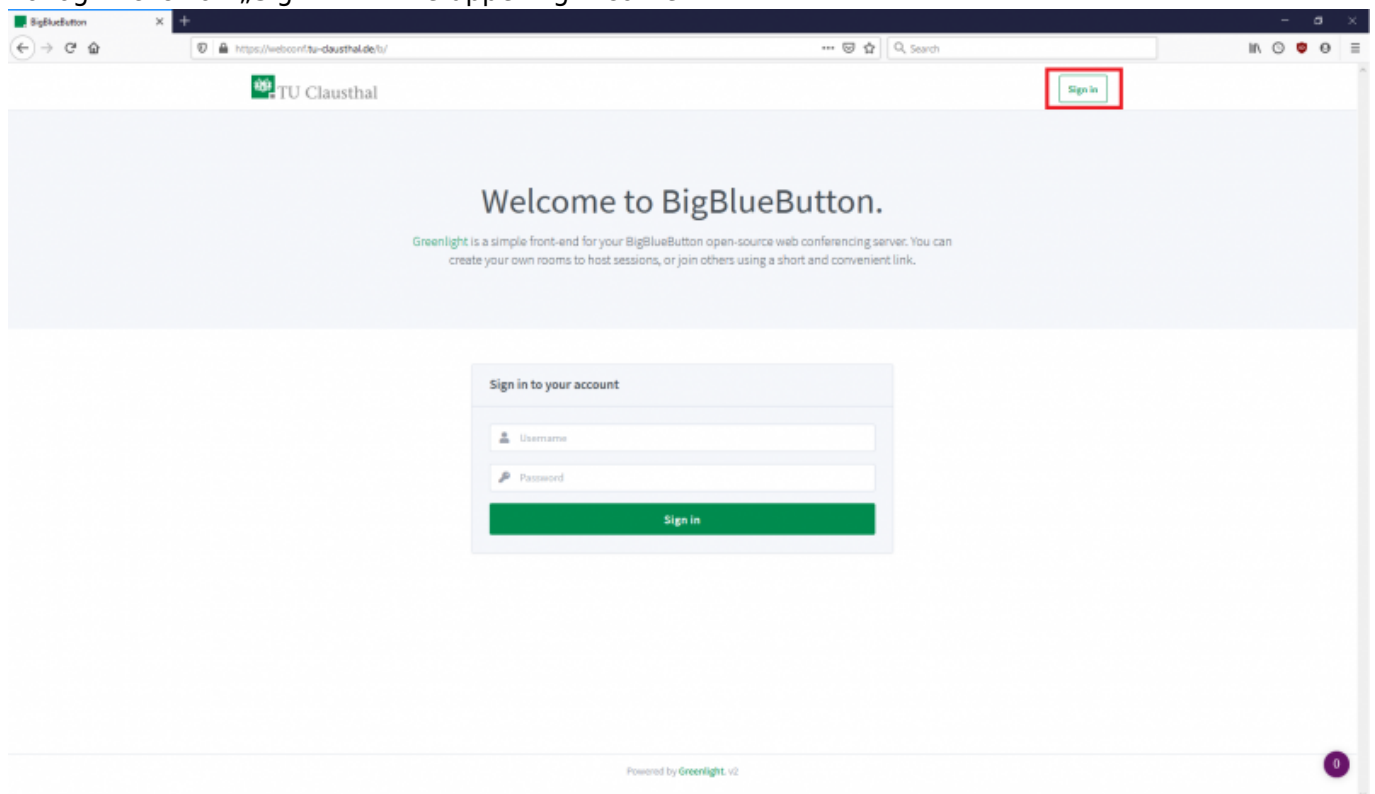 BigBlueButton
https://webconf.tu-clausthal.de/b/
Search
TU Clausthal
Sign in
Welcome to BigBlueButton.
Greenlight is a simple front-end for your BigBlueButton open-source web conferencing server. You can
create your own rooms to host sessions, or join others using a short and convenient link.
Sign in to your account
Username
Password
Sign in
Powered by Greenlight. v2
0